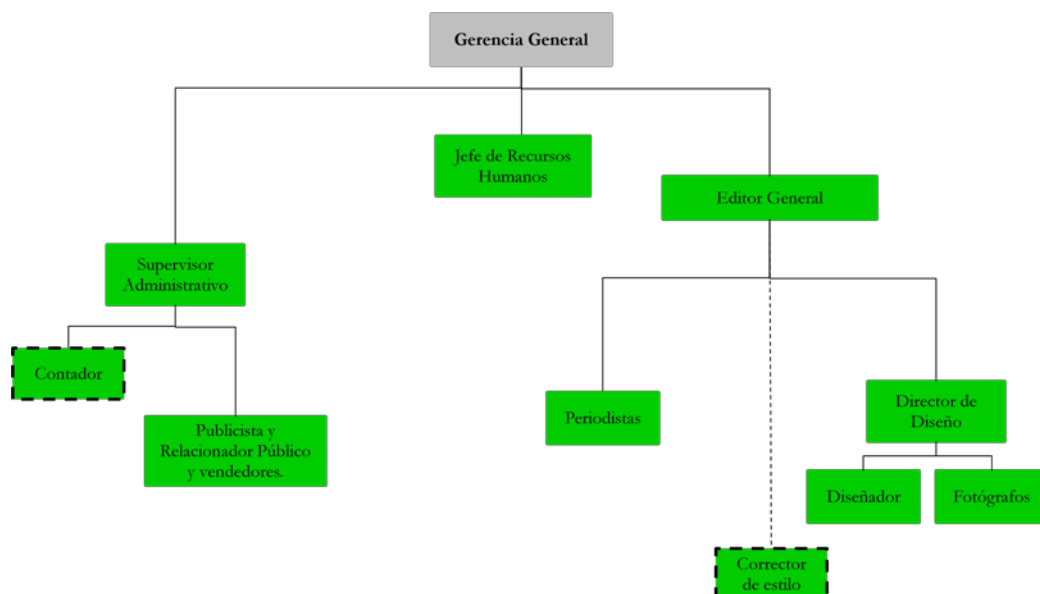 Gerencia General
Jefe de Recursos
Humanos
Editor General
Supervisor
Administrativo
Contador
Publicista y
Relacionador Público
y vendedores.
Periodistas
Director de
Diseño
Diseñador
Fotógrafos
Corrector
de estilo